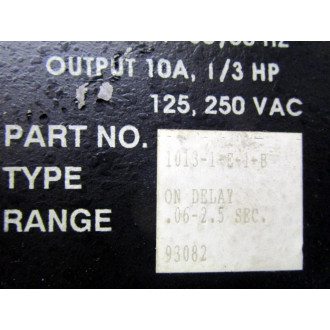 OUTPUT 10A, 1/3 HP
125, 250 VAC
PART NO. 1013-1-E-1-B
TYPE ON DELAY
RANGE .06-2.5 SEC.
93082